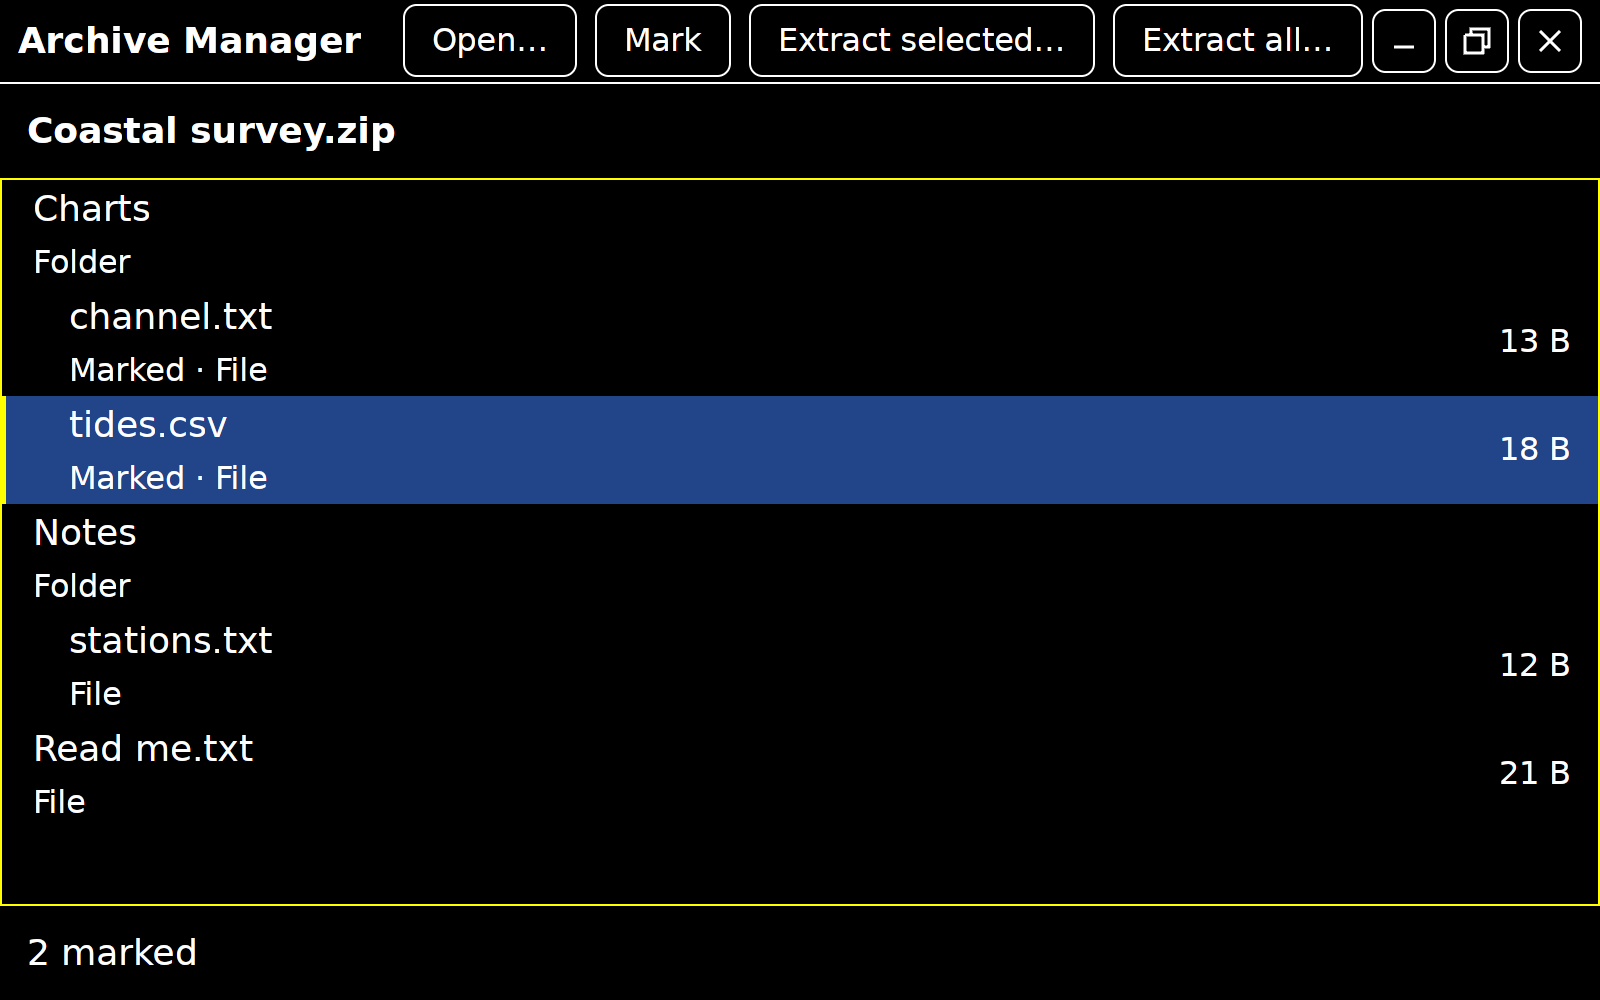 Archive Manager Open… Mark Extract selected… Extract all…
Coastal survey.zip
Charts
Folder
channel.txt
Marked · File
13 B
tides.csv
Marked · File
18 B
Notes
Folder
stations.txt
File
12 B
Read me.txt
File
21 B
2 marked